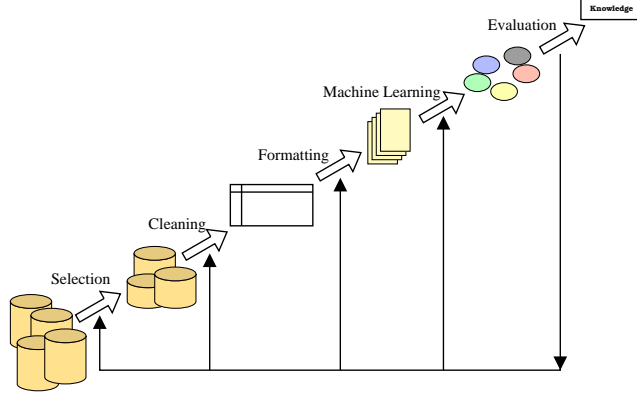 Knowledge
Evaluation
Machine Learning
Formatting
Cleaning
Selection